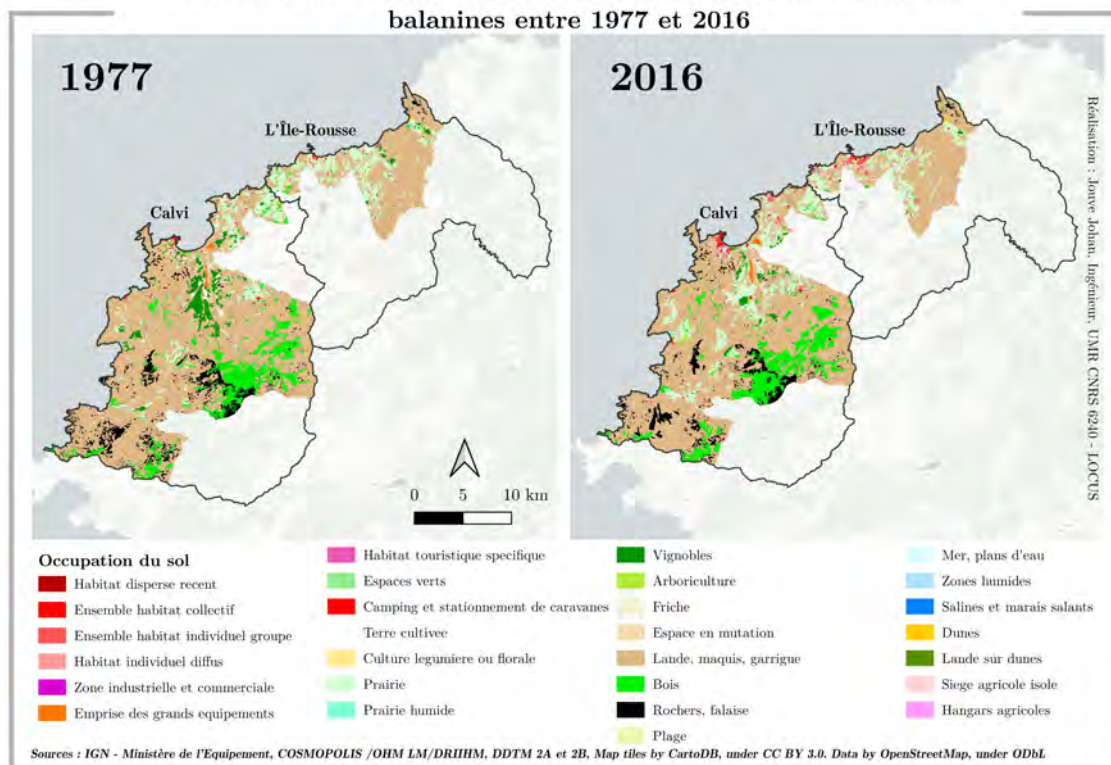 balanines entre 1977 et 2016
1977
L'Île-Rousse
Calvi
0 5 10 km
2016
L'Île-Rousse
Calvi
Réalisation : Jouve Johan, Ingénieur, UMR CNRS 6240 - LOCUS
Occupation du sol
Habitat disperse recent
Ensemble habitat collectif
Ensemble habitat individuel groupe
Habitat individuel diffus
Zone industrielle et commerciale
Emprise des grands equipements
Habitat touristique specifique
Espaces verts
Camping et stationnement de caravanes
Terre cultivee
Culture legumiere ou florale
Prairie
Prairie humide
Vignobles
Arboriculture
Friche
Espace en mutation
Lande, maquis, garrigue
Bois
Rochers, falaise
Plage
Mer, plans d'eau
Zones humides
Salines et marais salants
Dunes
Lande sur dunes
Siege agricole isole
Hangars agricoles
Sources : IGN - Ministère de l'Equipement, COSMOPOLIS /OHM LM/DRIIHM, DDTM 2A et 2B, Map tiles by CartoDB, under CC BY 3.0. Data by OpenStreetMap, under ODbL